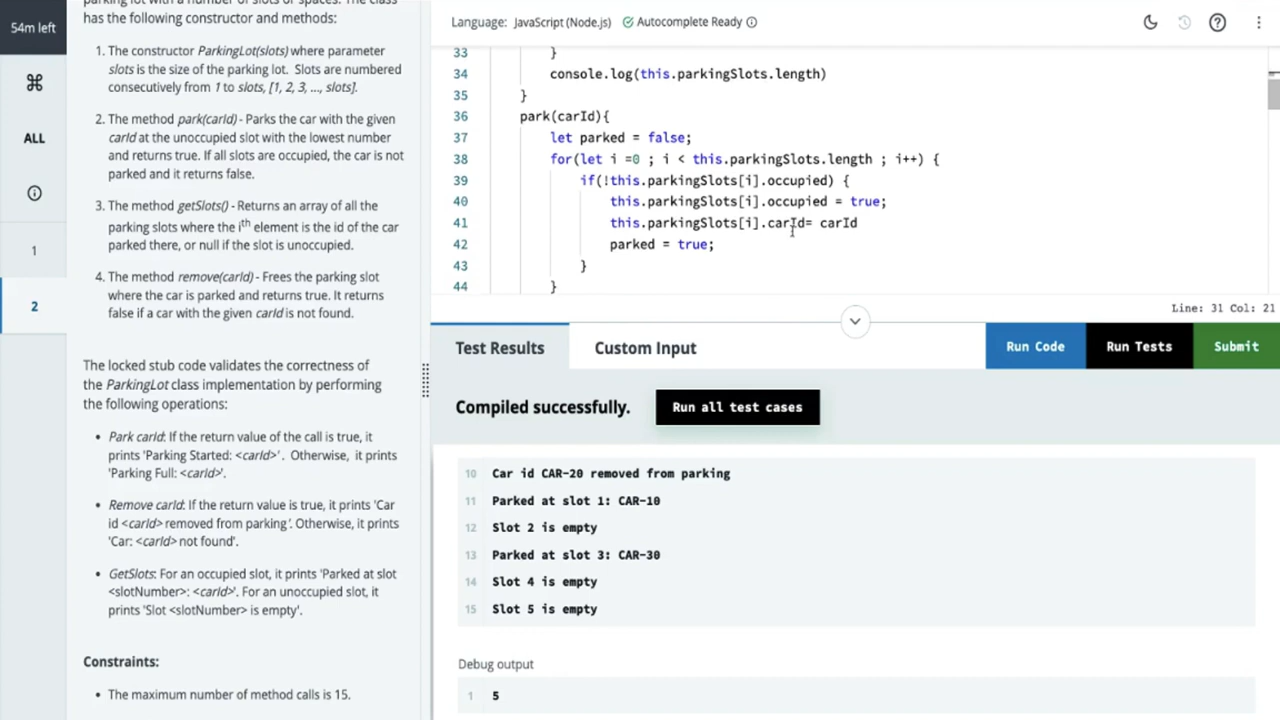 54m left
ALL
1
2
parking lot with a number of slots or spaces. The class
has the following constructor and methods:
1. The constructor ParkingLot(slots) where parameter
slots is the size of the parking lot. Slots are numbered
consecutively from 1 to slots, [1, 2, 3, ..., slots].
2. The method park(carId) - Parks the car with the given
carId at the unoccupied slot with the lowest number
and returns true. If all slots are occupied, the car is not
parked and it returns false.
3. The method getSlots() - Returns an array of all the
parking slots where the ith element is the id of the car
parked there, or null if the slot is unoccupied.
4. The method remove(carId) - Frees the parking slot
where the car is parked and returns true. It returns
false if a car with the given carId is not found.
The locked stub code validates the correctness of
the ParkingLot class implementation by performing
the following operations:
• Park carId: If the return value of the call is true, it
prints 'Parking Started: <carId>'. Otherwise, it prints
'Parking Full: <carId>'.
• Remove carId: If the return value is true, it prints 'Car
id <carId> removed from parking'. Otherwise, it prints
'Car: <carId> not found'.
• GetSlots: For an occupied slot, it prints 'Parked at slot
<slotNumber>: <carId>'. For an unoccupied slot, it
prints 'Slot <slotNumber> is empty'.
Constraints:
• The maximum number of method calls is 15.
Language: JavaScript (Node.js) Autocomplete Ready
33 }
34 console.log(this.parkingSlots.length)
35 }
36 park(carId){
37 let parked = false;
38 for(let i =0 ; i < this.parkingSlots.length ; i++) {
39 if(!this.parkingSlots[i].occupied) {
40 this.parkingSlots[i].occupied = true;
41 this.parkingSlots[i].carId= carId
42 parked = true;
43 }
44 }
Line: 31 Col: 21
Test Results Custom Input Run Code Run Tests Submit
Compiled successfully. Run all test cases
10 Car id CAR-20 removed from parking
11 Parked at slot 1: CAR-10
12 Slot 2 is empty
13 Parked at slot 3: CAR-30
14 Slot 4 is empty
15 Slot 5 is empty
Debug output
1 5